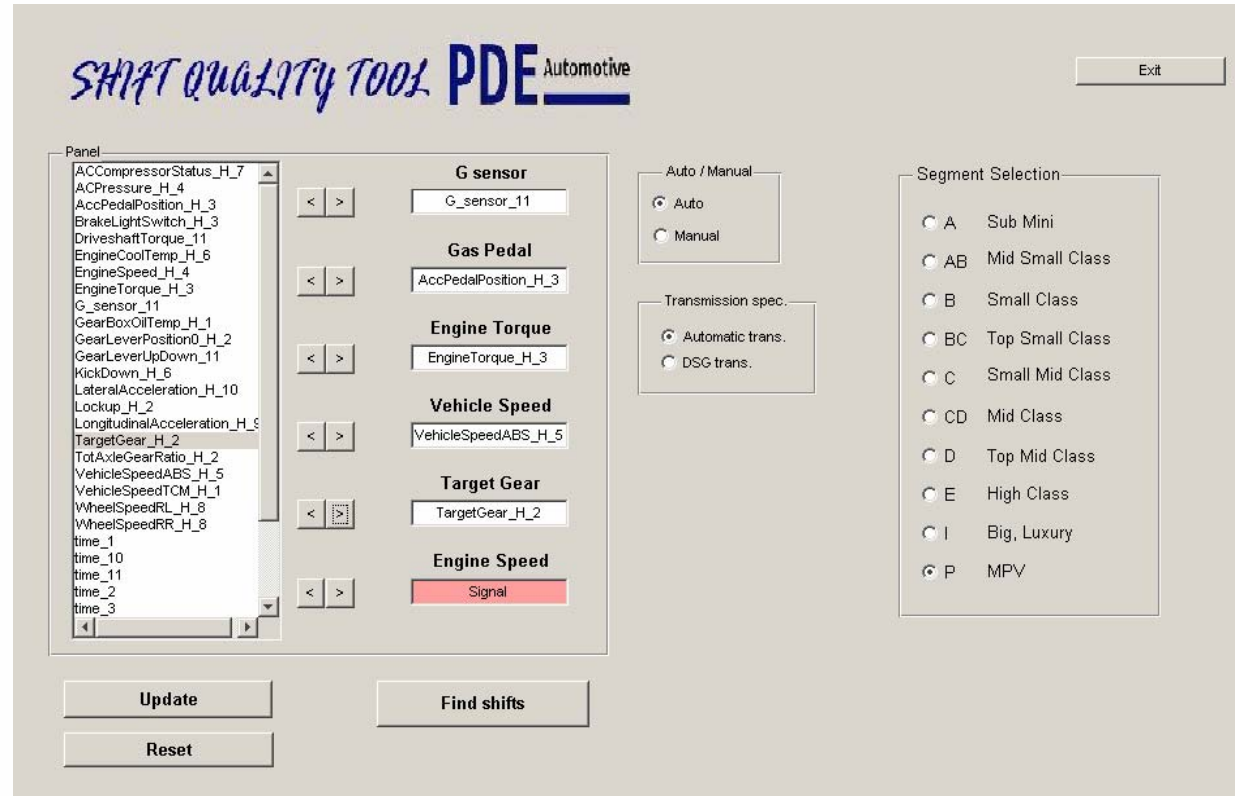 SHIFT QUALITY TOOL PDE Automotive
Exit
Panel
ACCompressorStatus_H_7
ACPressure_H_4
AccPedalPosition_H_3
BrakeLightSwitch_H_3
DriveshaftTorque_11
EngineCoolTemp_H_6
EngineSpeed_H_4
EngineTorque_H_3
G_sensor_11
GearBoxOilTemp_H_1
GearLeverPosition0_H_2
GearLeverUpDown_11
KickDown_H_6
LateralAcceleration_H_10
Lockup_H_2
LongitudinalAcceleration_H_9
TargetGear_H_2
TotAxleGearRatio_H_2
VehicleSpeedABS_H_5
VehicleSpeedTCM_H_1
WheelSpeedRL_H_8
WheelSpeedRR_H_8
time_1
time_10
time_11
time_2
time_3
< >
G sensor
G_sensor_11
< >
Gas Pedal
AccPedalPosition_H_3
< >
Engine Torque
EngineTorque_H_3
< >
Vehicle Speed
VehicleSpeedABS_H_5
< >
Target Gear
TargetGear_H_2
< >
Engine Speed
Signal
Auto / Manual
Auto
Manual
Transmission spec.
Automatic trans.
DSG trans.
Segment Selection
A Sub Mini
AB Mid Small Class
B Small Class
BC Top Small Class
C Small Mid Class
CD Mid Class
D Top Mid Class
E High Class
I Big, Luxury
P MPV
Update
Find shifts
Reset